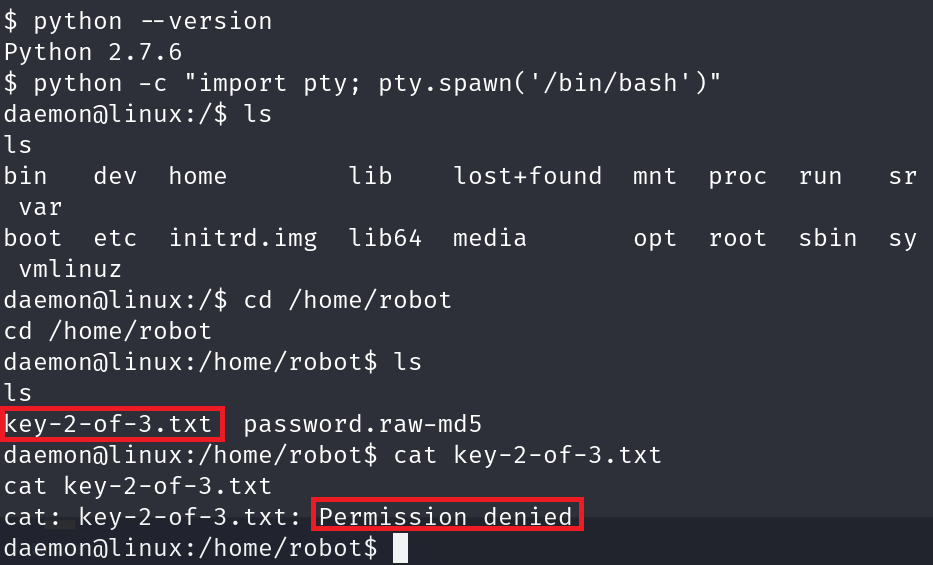 $ python --version
Python 2.7.6
$ python -c "import pty; pty.spawn('/bin/bash')"
daemon@linux:/$ ls
ls
bin   dev  home        lib    lost+found  mnt  proc  run   sr
 var
boot  etc  initrd.img  lib64  media       opt  root  sbin  sy
 vmlinuz
daemon@linux:/$ cd /home/robot
cd /home/robot
daemon@linux:/home/robot$ ls
ls
key-2-of-3.txt  password.raw-md5
daemon@linux:/home/robot$ cat key-2-of-3.txt
cat key-2-of-3.txt
cat: key-2-of-3.txt: Permission denied
daemon@linux:/home/robot$